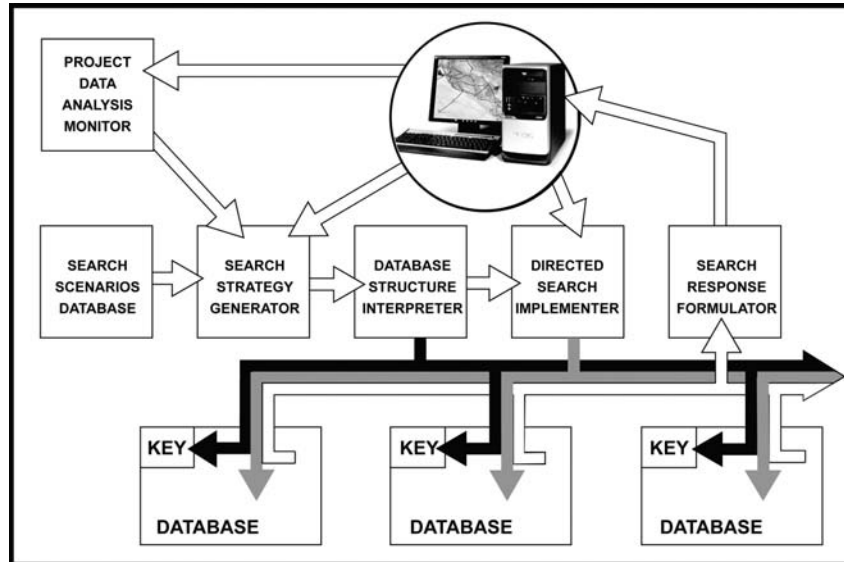 PROJECT
DATA
ANALYSIS
MONITOR
SEARCH
SCENARIOS
DATABASE
SEARCH
STRATEGY
GENERATOR
DATABASE
STRUCTURE
INTERPRETER
DIRECTED
SEARCH
IMPLEMENTER
SEARCH
RESPONSE
FORMULATOR
KEY
DATABASE
KEY
DATABASE
KEY
DATABASE